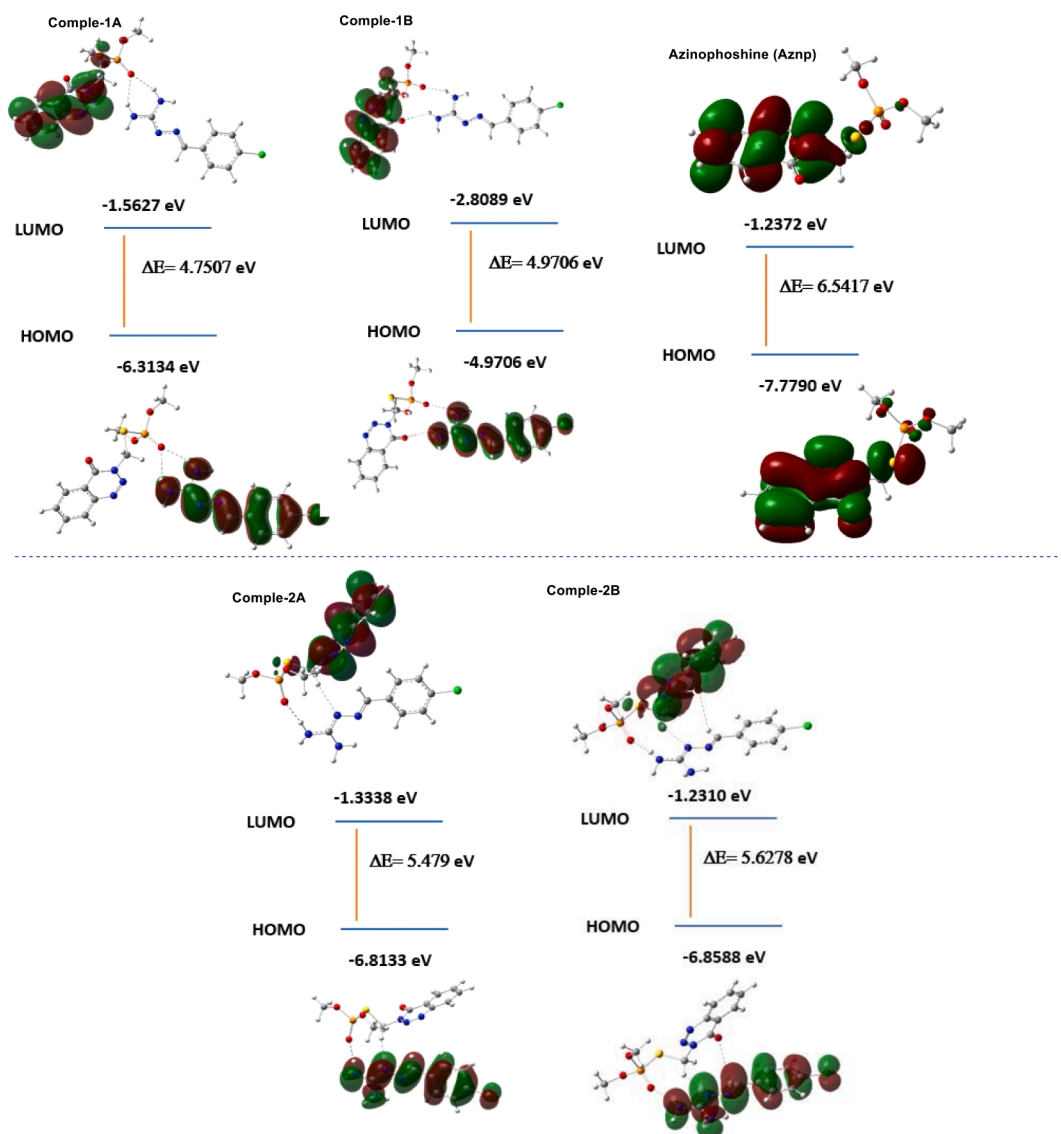 Comple-1A
-1.5627 eV
LUMO
ΔE= 4.7507 eV
HOMO
-6.3134 eV
Comple-1B
-2.8089 eV
LUMO
ΔE= 4.9706 eV
HOMO
-4.9706 eV
Azinophoshine (Aznp)
-1.2372 eV
LUMO
ΔE= 6.5417 eV
HOMO
-7.7790 eV
Comple-2A
-1.3338 eV
LUMO
ΔE= 5.479 eV
HOMO
-6.8133 eV
Comple-2B
-1.2310 eV
LUMO
ΔE= 5.6278 eV
HOMO
-6.8588 eV